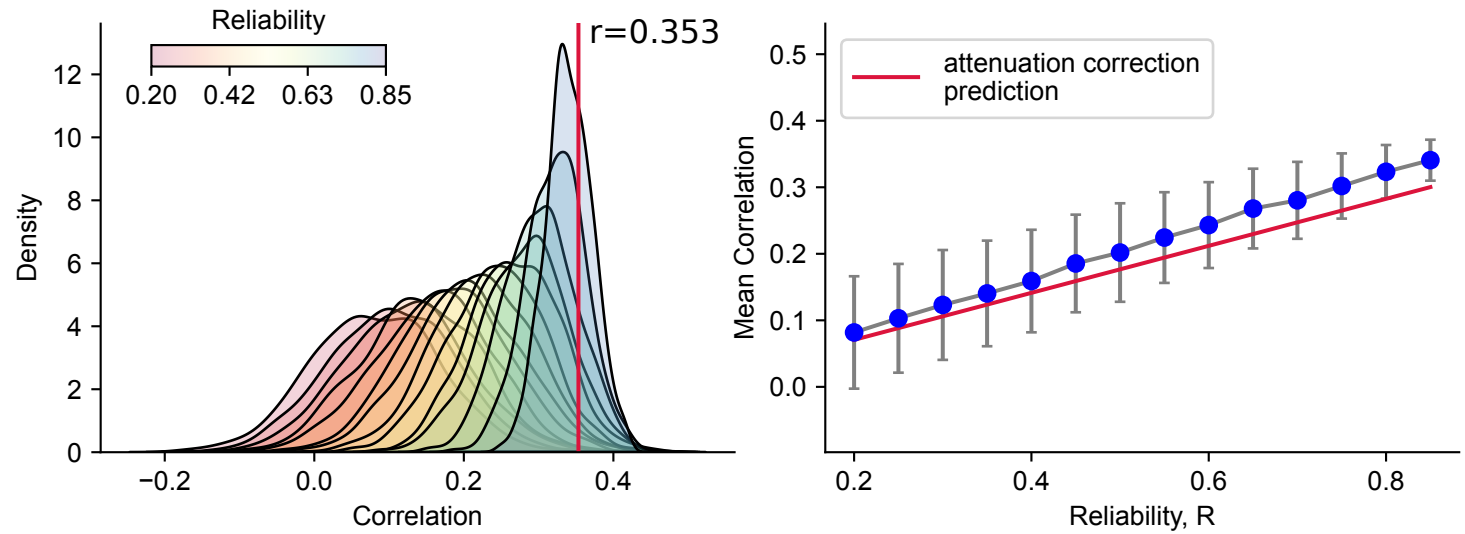 Reliability
0.20 0.42 0.63 0.85
r=0.353
12
10
8
6
4
2
0
Density
−0.2 0.0 0.2 0.4
Correlation
attenuation correction
prediction
0.5
0.4
0.3
0.2
0.1
0.0
Mean Correlation
0.2 0.4 0.6 0.8
Reliability, R